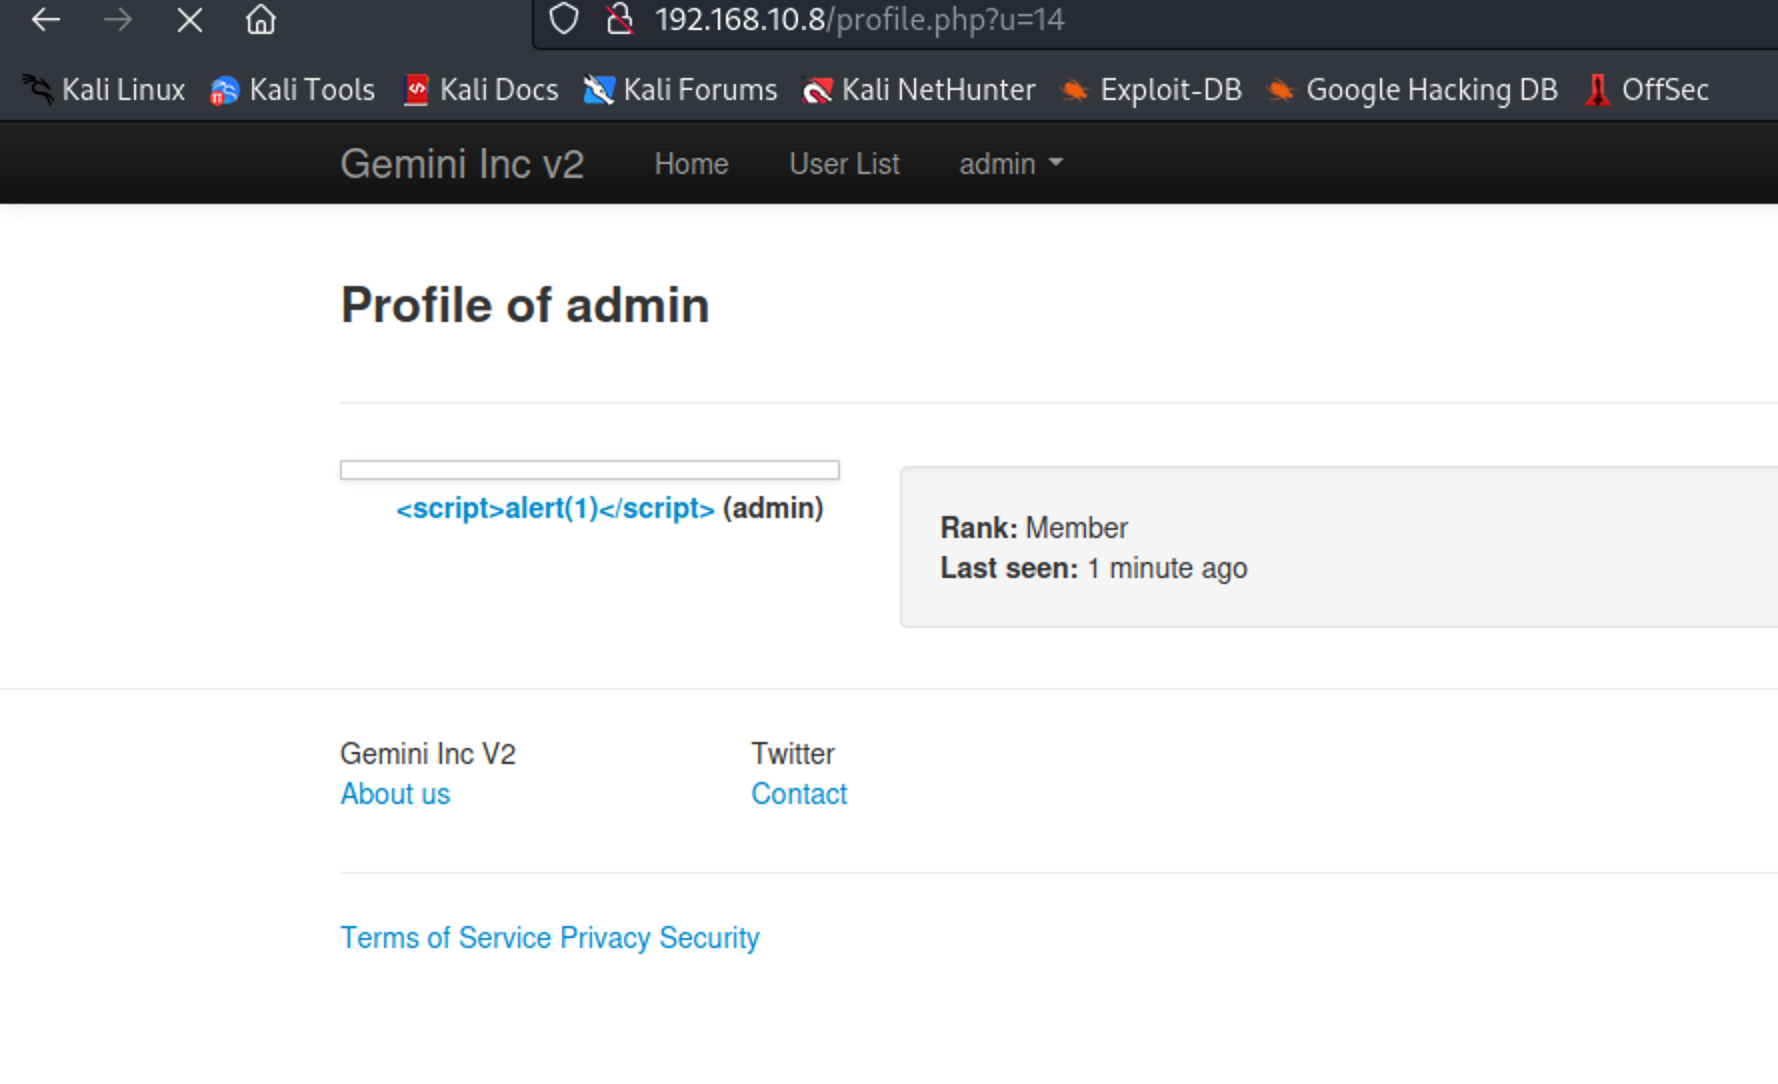 192.168.10.8/profile.php?u=14
Kali Linux Kali Tools Kali Docs Kali Forums Kali NetHunter Exploit-DB Google Hacking DB OffSec
Gemini Inc v2 Home User List admin
Profile of admin
<script>alert(1)</script> (admin)
Rank: Member
Last seen: 1 minute ago
Gemini Inc V2 Twitter
About us Contact
Terms of Service Privacy Security